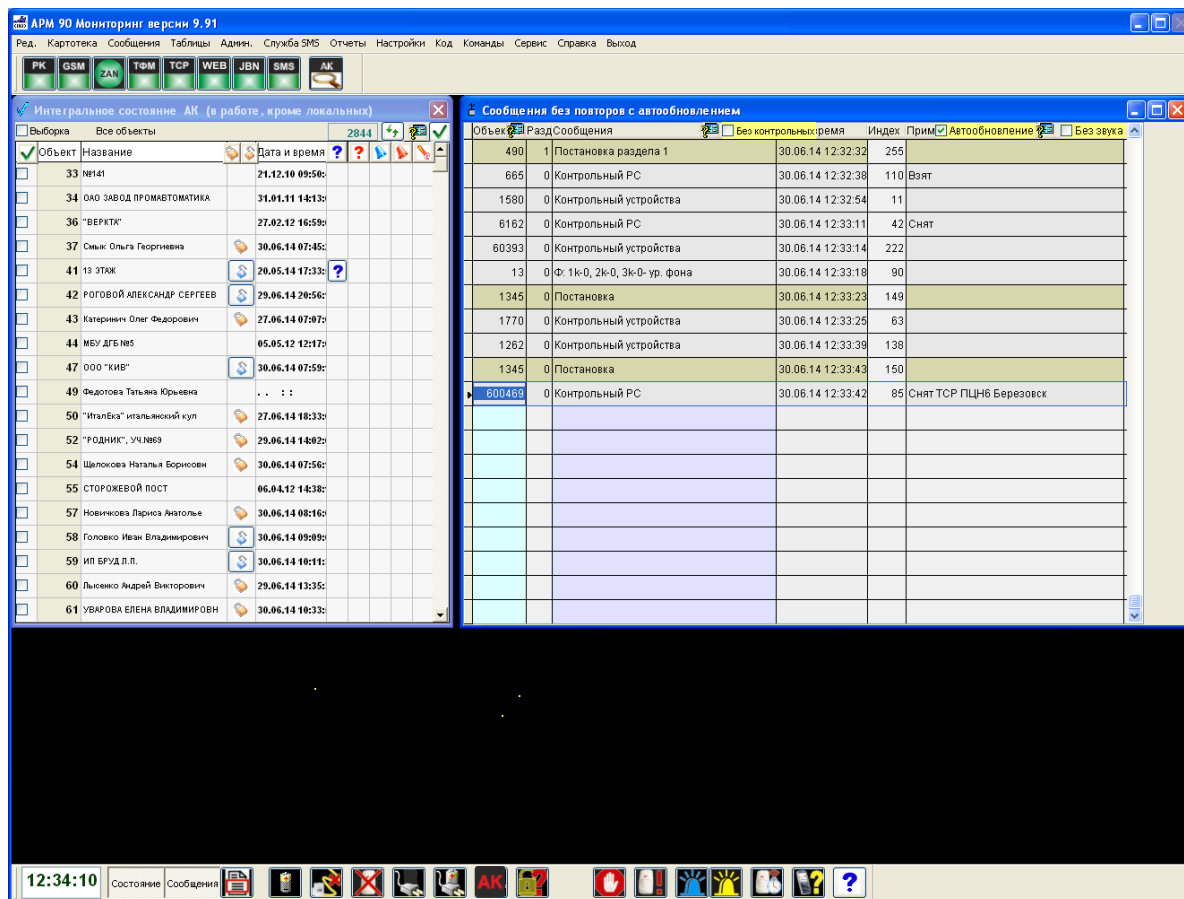 АРМ 90 Мониторинг версии 9.91
Ред. Картотека Сообщения Таблицы Админ. Служба SMS Отчеты Настройки Код Команды Сервис Справка Выход
РК GSM ZAN ТФМ TCP WEB JBN SMS АК
Интегральное состояние АК (в работе, кроме локальных)
Выборка Все объекты 2844
Объект Название Дата и время ? ?
33 №141 21.12.10 09:50:
34 ОАО ЗАВОД ПРОМАВТОМАТИКА 31.01.11 14:13:
36 "ВЕРКТА" 27.02.12 16:59:
37 Смык Ольга Георгиевна 30.06.14 07:45:
41 13 ЭТАЖ 20.05.14 17:33: ?
42 РОГОВОЙ АЛЕКСАНДР СЕРГЕЕВ 29.06.14 20:56:
43 Катеринич Олег Федорович 27.06.14 07:07:
44 МБУ ДГБ №5 05.05.12 12:17:
47 ООО "КИВ" 30.06.14 07:59:
49 Федотова Татьяна Юрьевна . . : :
50 "ИталЕка" итальянский кул 27.06.14 18:33:
52 "РОДНИК", УЧ.№69 29.06.14 14:02:
54 Щелокова Наталья Борисовн 30.06.14 07:56:
55 СТОРОЖЕВОЙ ПОСТ 06.04.12 14:38:
57 Новичкова Лариса Анатолье 30.06.14 08:16:
58 Головко Иван Владимирович 30.06.14 09:09:
59 ИП БРУД Л.П. 30.06.14 10:11:
60 Лысенко Андрей Викторович 29.06.14 13:35:
61 УВАРОВА ЕЛЕНА ВЛАДИМИРОВН 30.06.14 10:33:
Сообщения без повторов с автообновлением
Объек Разд Сообщения Без контрольных ремя Индех Прим Автообновление Без звука
490 1 Постановка раздела 1 30.06.14 12:32:32 255
665 0 Контрольный РС 30.06.14 12:32:38 110 Взят
1580 0 Контрольный устройства 30.06.14 12:32:54 11
6162 0 Контрольный РС 30.06.14 12:33:11 42 Снят
60393 0 Контрольный устройства 30.06.14 12:33:14 222
13 0 Ф: 1k-0, 2k-0, 3k-0- ур. фона 30.06.14 12:33:18 90
1345 0 Постановка 30.06.14 12:33:23 149
1770 0 Контрольный устройства 30.06.14 12:33:25 63
1262 0 Контрольный устройства 30.06.14 12:33:39 138
1345 0 Постановка 30.06.14 12:33:43 150
600469 0 Контрольный РС 30.06.14 12:33:42 85 Снят ТСР ПЦН6 Березовск
12:34:10 Состояние Сообщения АК ?